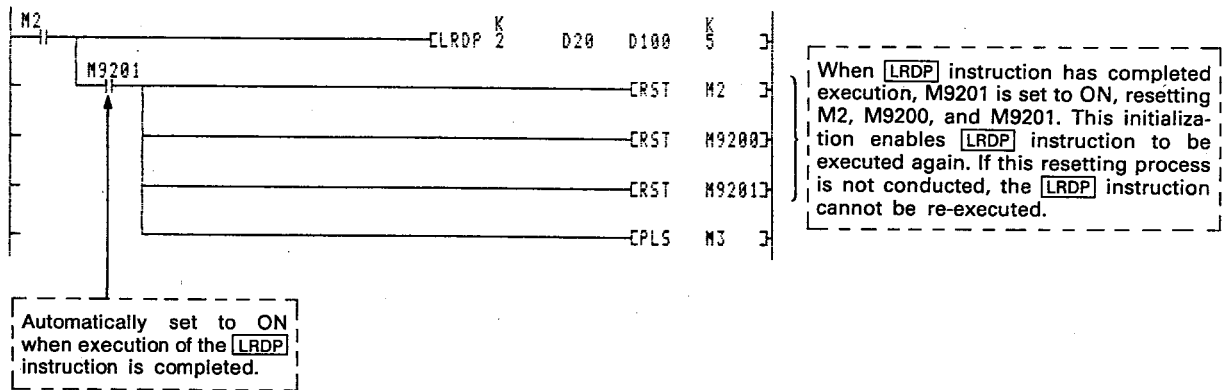 M2
[LRDP K2 D20 D100 K5 ]
M9201
[RST M2 ]
[RST M9200]
[RST M9201]
[PLS M3 ]
When LRDP instruction has completed
execution, M9201 is set to ON, resetting
M2, M9200, and M9201. This initializa-
tion enables LRDP instruction to be
executed again. If this resetting process
is not conducted, the LRDP instruction
cannot be re-executed.
Automatically set to ON
when execution of the LRDP
instruction is completed.